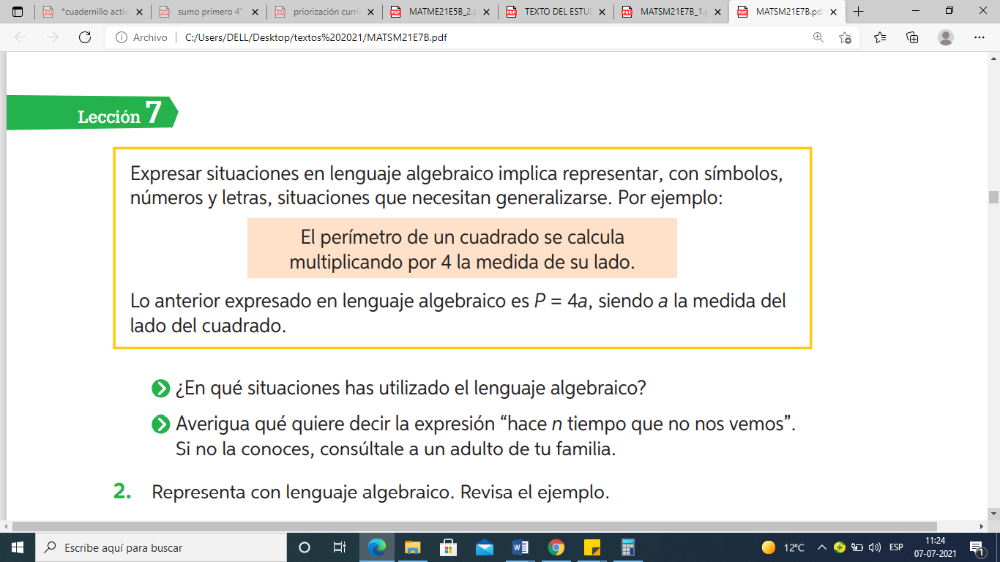 *cuadernillo activ
sumo primero 4°
priorización curri
MATME21E5B_2.p
TEXTO DEL ESTUD
MATSM21E7B_1.p
MATSM21E7B.pdf
Archivo
C:/Users/DELL/Desktop/textos%202021/MATSM21E7B.pdf
Lección 7
Expresar situaciones en lenguaje algebraico implica representar, con símbolos,
números y letras, situaciones que necesitan generalizarse. Por ejemplo:
El perímetro de un cuadrado se calcula
multiplicando por 4 la medida de su lado.
Lo anterior expresado en lenguaje algebraico es P = 4a, siendo a la medida del
lado del cuadrado.
¿En qué situaciones has utilizado el lenguaje algebraico?
Averigua qué quiere decir la expresión “hace n tiempo que no nos vemos”.
Si no la conoces, consúltale a un adulto de tu familia.
2. Representa con lenguaje algebraico. Revisa el ejemplo.
Escribe aquí para buscar
12°C
ESP
11:24
07-07-2021
1